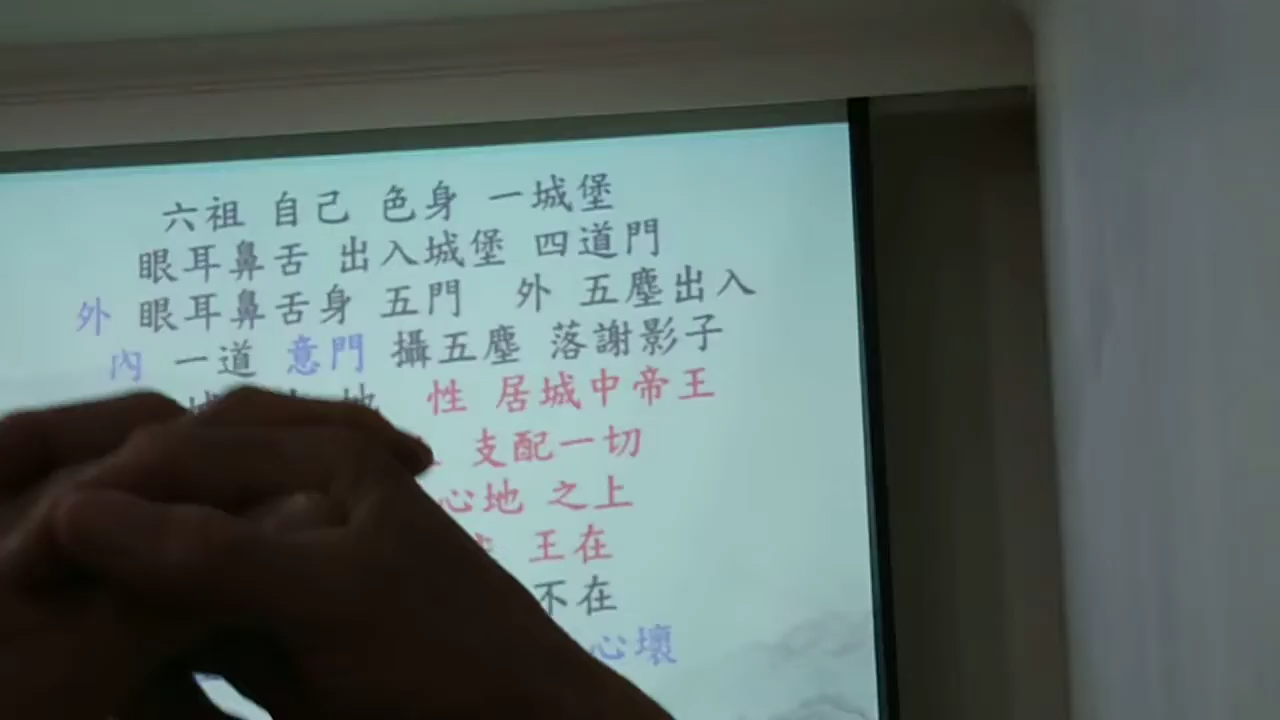 六祖 自己 色身 一城堡
眼耳鼻舌 出入城堡 四道門
外 眼耳鼻舌身 五門 外 五塵出入
內 一道 意門 攝五塵 落謝影子
地 性 居城中帝王
支配一切
心地 之上
王在
不在
心壞